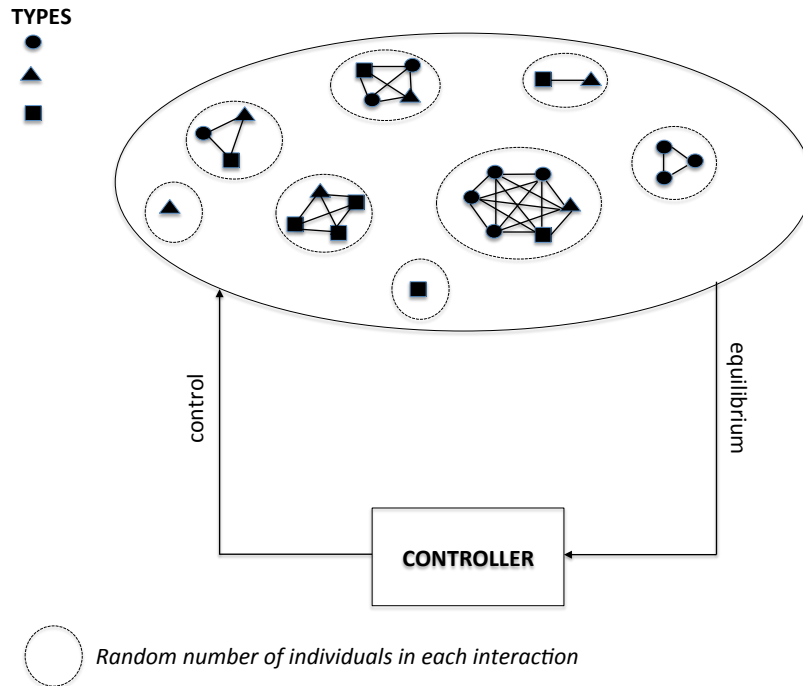 TYPES
control
equilibrium
CONTROLLER
Random number of individuals in each interaction